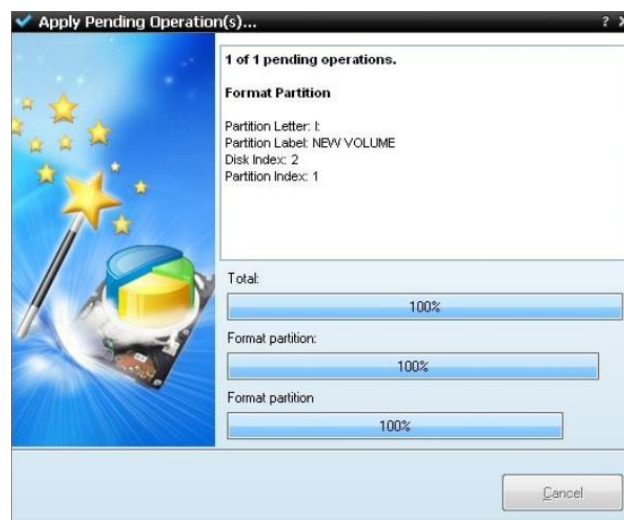 Apply Pending Operation(s)...
1 of 1 pending operations.
Format Partition
Partition Letter: I:
Partition Label: NEW VOLUME
Disk Index: 2
Partition Index: 1
Total:
100%
Format partition:
100%
Format partition
100%
Cancel